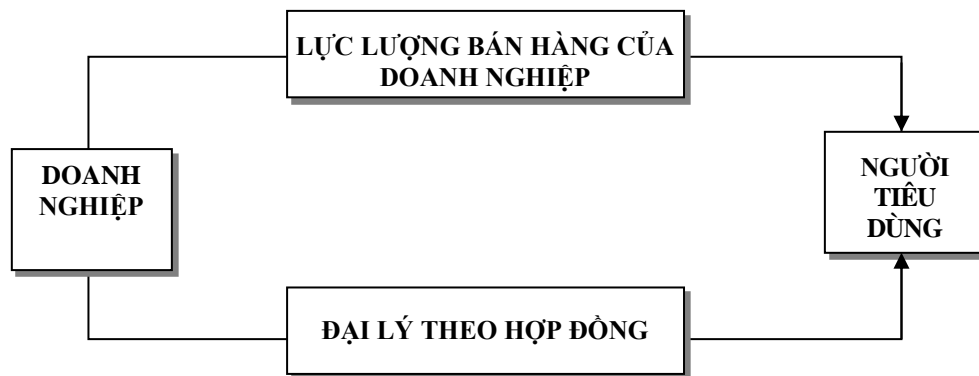 LỰC LƯỢNG BÁN HÀNG CỦA
DOANH NGHIỆP
DOANH
NGHIỆP
NGƯỜI
TIÊU
DÙNG
ĐẠI LÝ THEO HỢP ĐỒNG